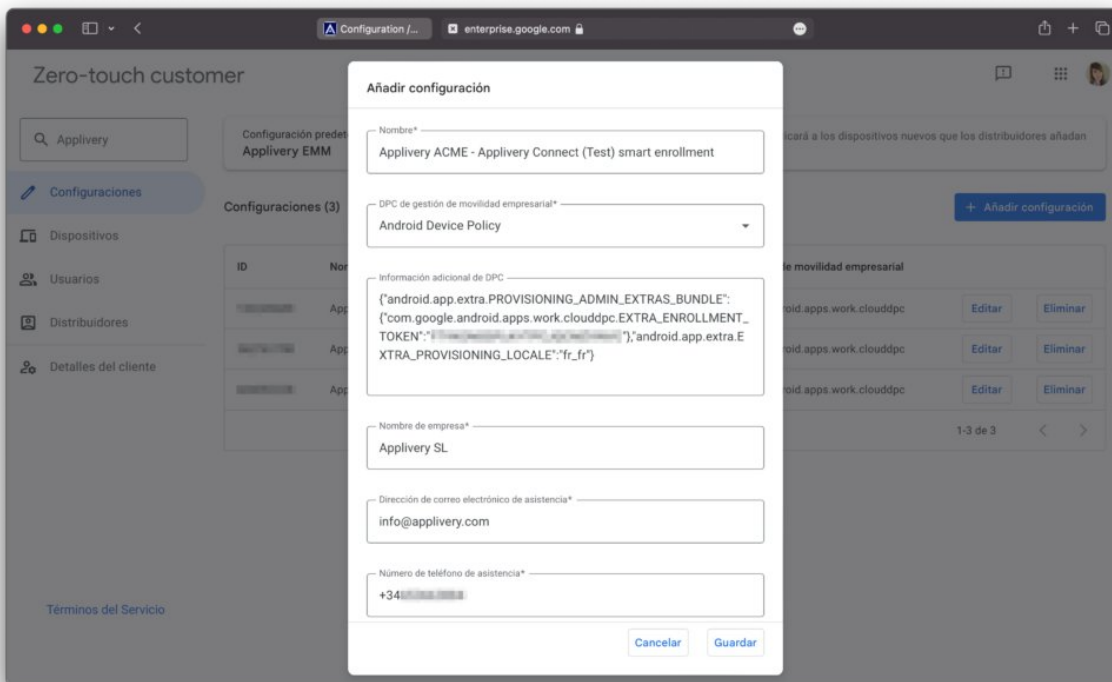 Configuration /...
enterprise.google.com
Zero-touch customer
Applivery
Configuraciones
Dispositivos
Usuarios
Distribuidores
Detalles del cliente
Términos del Servicio
Configuración predet
icará a los dispositivos nuevos que los distribuidores añadan
Applivery EMM
Configuraciones (3)
+ Añadir configuración
ID
Nor
le movilidad empresarial
App
roid.apps.work.clouddpc
Editar
Eliminar
App
roid.apps.work.clouddpc
Editar
Eliminar
App
roid.apps.work.clouddpc
Editar
Eliminar
1-3 de 3
Añadir configuración
Nombre*
Applivery ACME - Applivery Connect (Test) smart enrollment
DPC de gestión de movilidad empresarial*
Android Device Policy
Información adicional de DPC
{"android.app.extra.PROVISIONING_ADMIN_EXTRAS_BUNDLE":
{"com.google.android.apps.work.clouddpc.EXTRA_ENROLLMENT_
TOKEN":" "},"android.app.extra.E
XTRA_PROVISIONING_LOCALE":"fr_fr"}
Nombre de empresa*
Applivery SL
Dirección de correo electrónico de asistencia*
info@applivery.com
Número de teléfono de asistencia*
+34
Cancelar
Guardar